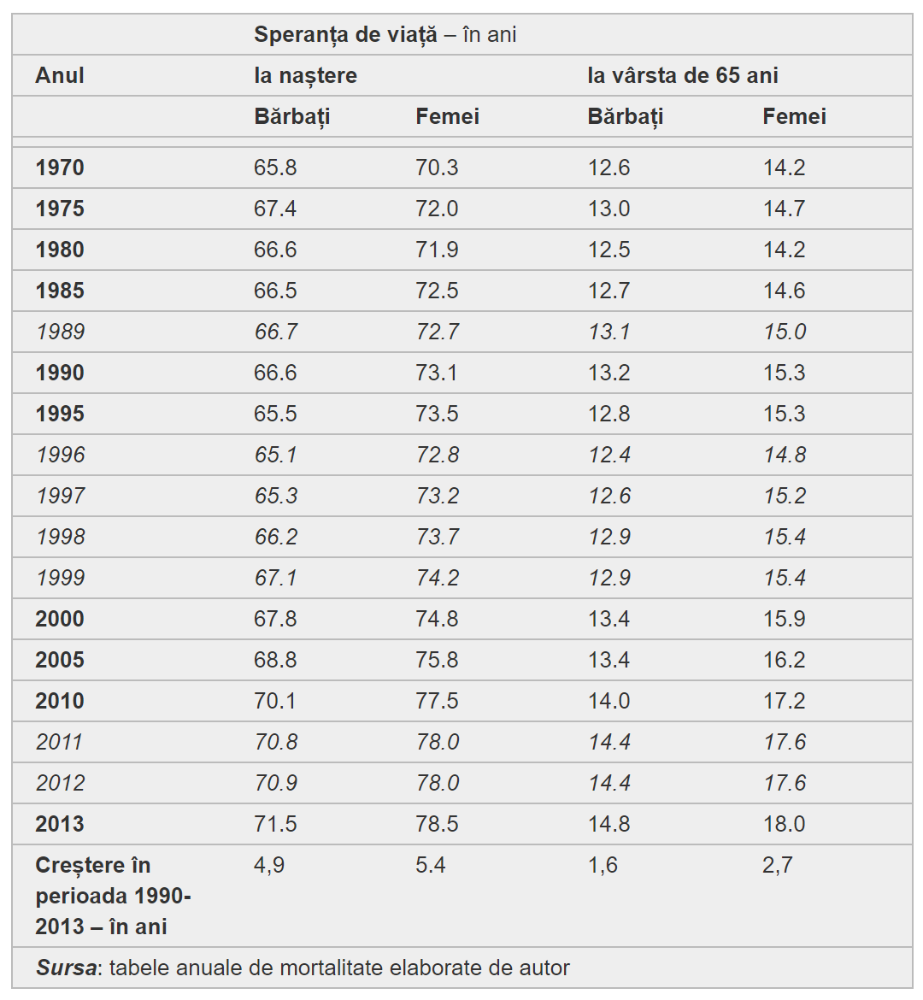 Speranța de viață – în ani
Anul la naștere la vârsta de 65 ani
Bărbați Femei Bărbați Femei
1970 65.8 70.3 12.6 14.2
1975 67.4 72.0 13.0 14.7
1980 66.6 71.9 12.5 14.2
1985 66.5 72.5 12.7 14.6
1989 66.7 72.7 13.1 15.0
1990 66.6 73.1 13.2 15.3
1995 65.5 73.5 12.8 15.3
1996 65.1 72.8 12.4 14.8
1997 65.3 73.2 12.6 15.2
1998 66.2 73.7 12.9 15.4
1999 67.1 74.2 12.9 15.4
2000 67.8 74.8 13.4 15.9
2005 68.8 75.8 13.4 16.2
2010 70.1 77.5 14.0 17.2
2011 70.8 78.0 14.4 17.6
2012 70.9 78.0 14.4 17.6
2013 71.5 78.5 14.8 18.0
Creștere în 4,9 5.4 1,6 2,7
perioada 1990-
2013 – în ani
Sursa: tabele anuale de mortalitate elaborate de autor